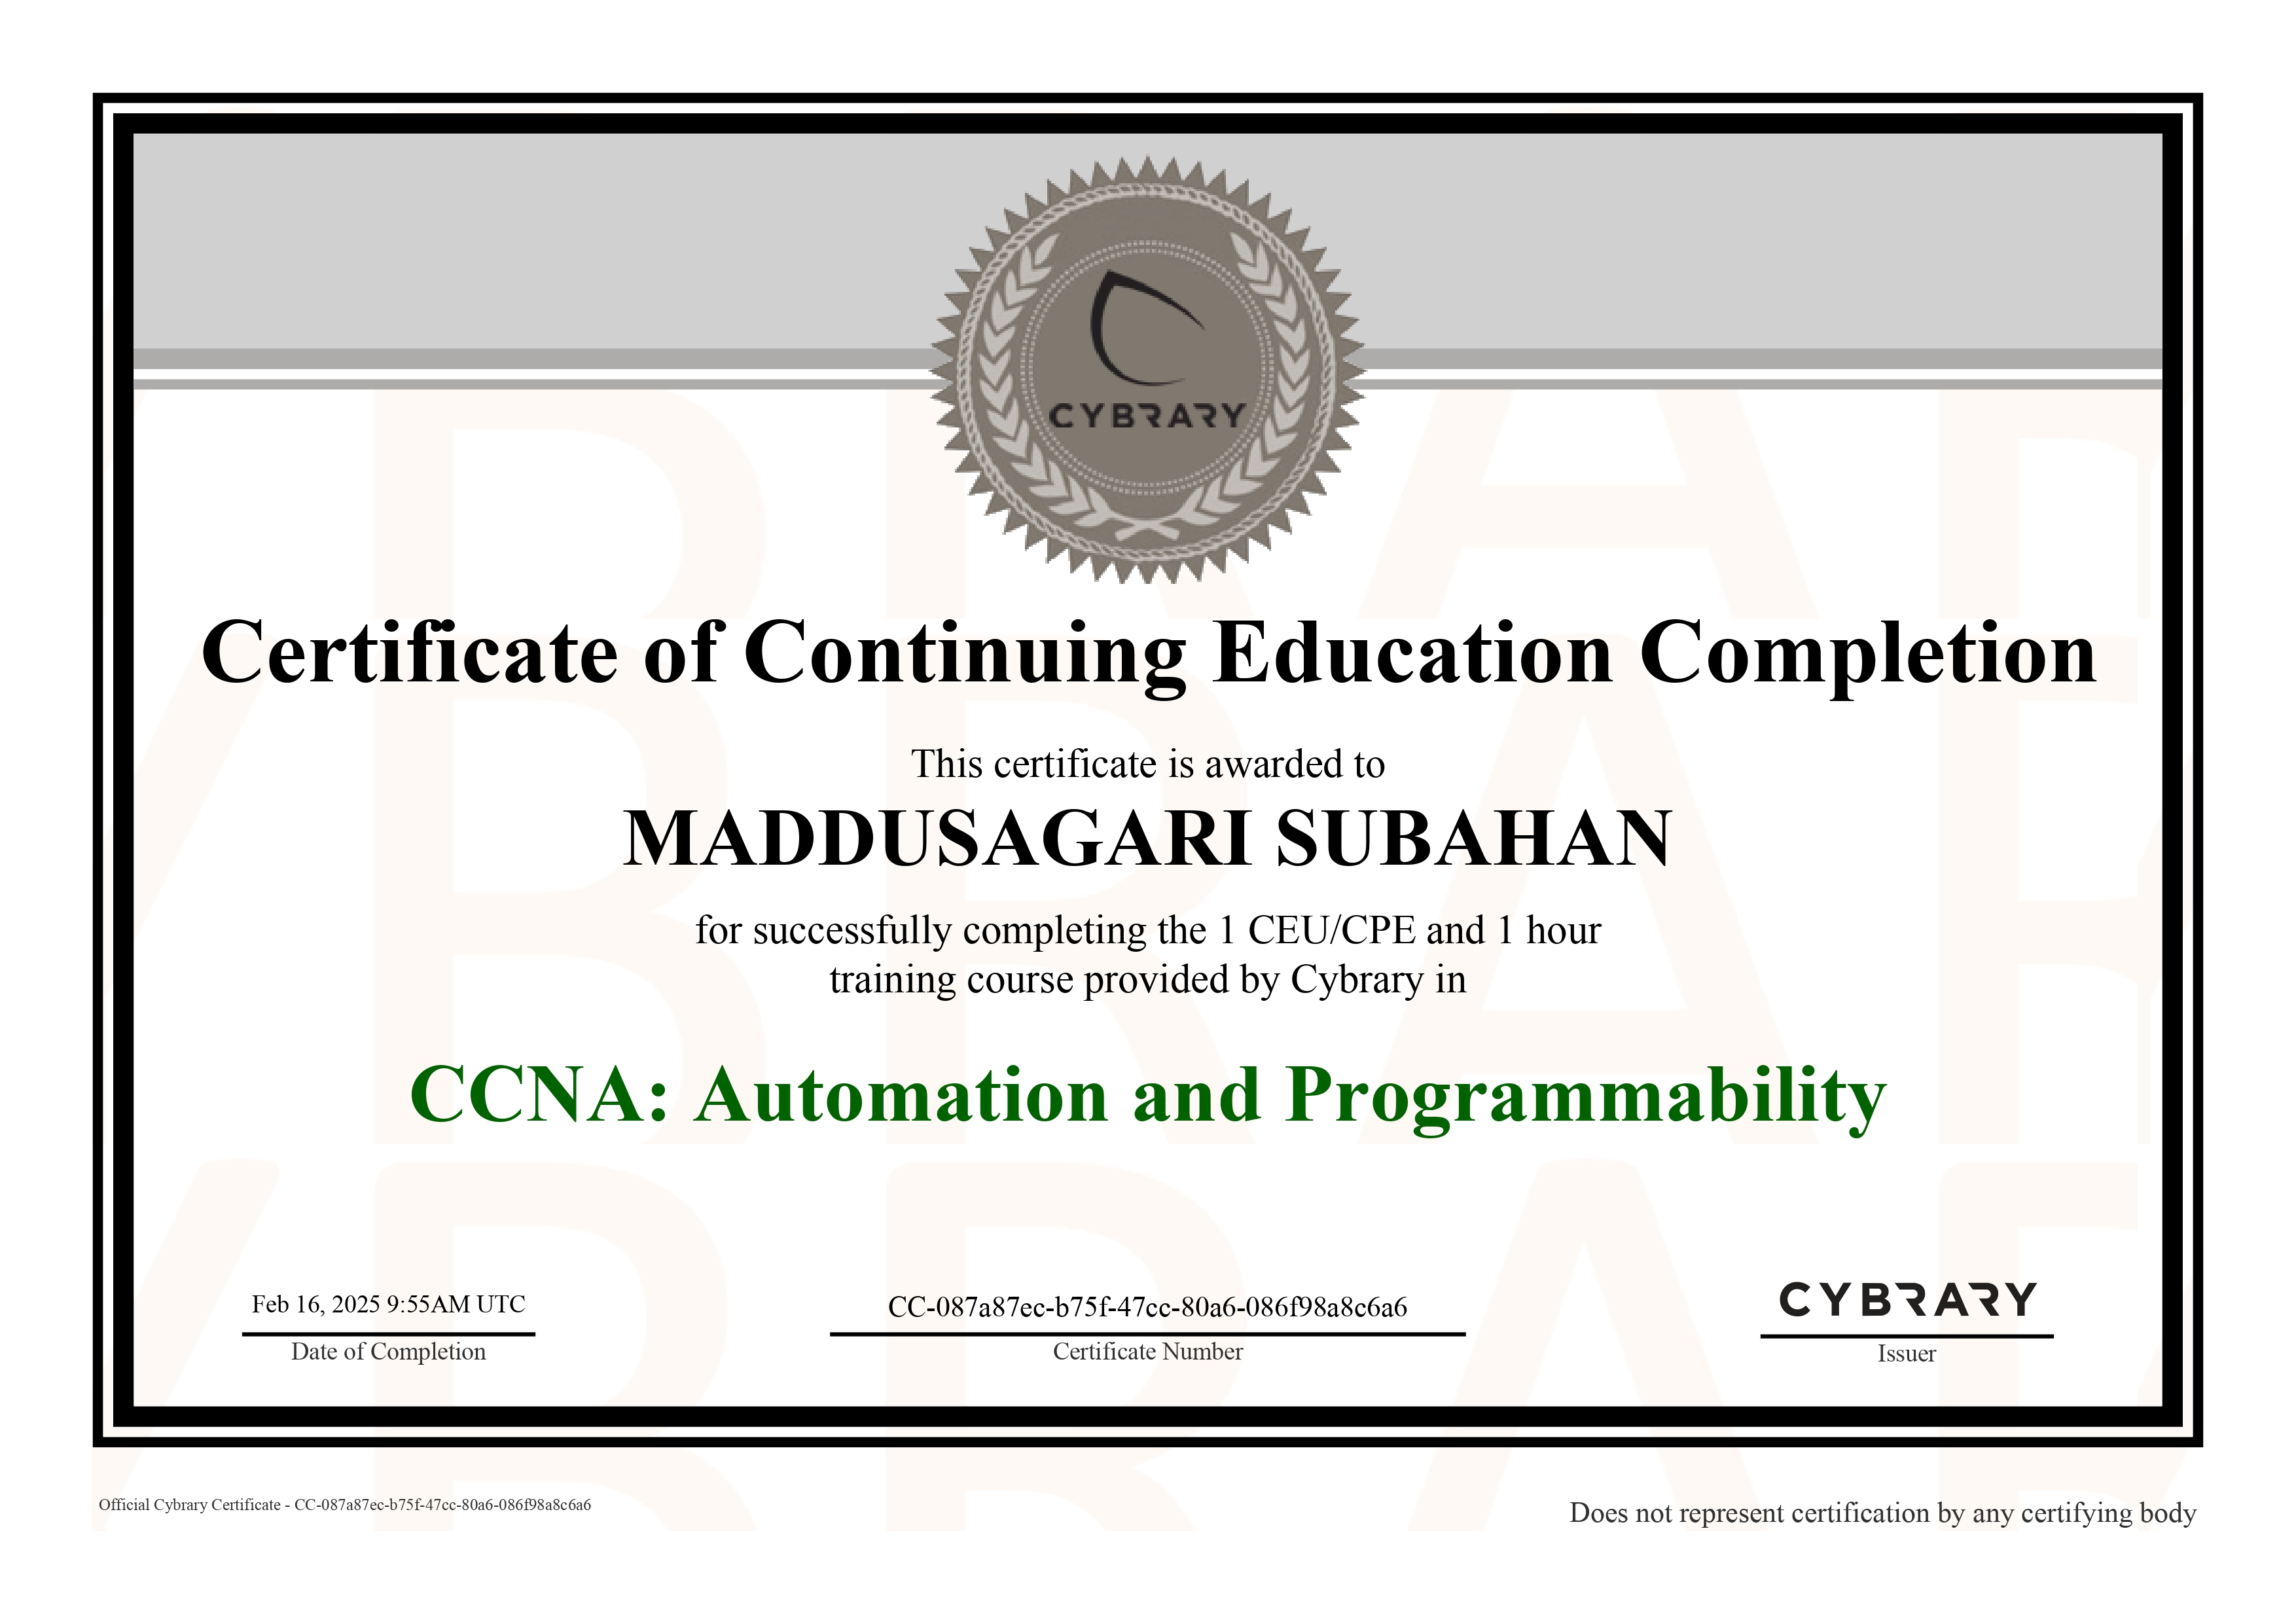 CYBRARY
Certificate of Continuing Education Completion
This certificate is awarded to
MADDUSAGARI SUBAHAN
for successfully completing the 1 CEU/CPE and 1 hour
training course provided by Cybrary in
CCNA: Automation and Programmability
Feb 16, 2025 9:55AM UTC
Date of Completion
CC-087a87ec-b75f-47cc-80a6-086f98a8c6a6
Certificate Number
CYBRARY
Issuer
Official Cybrary Certificate - CC-087a87ec-b75f-47cc-80a6-086f98a8c6a6
Does not represent certification by any certifying body